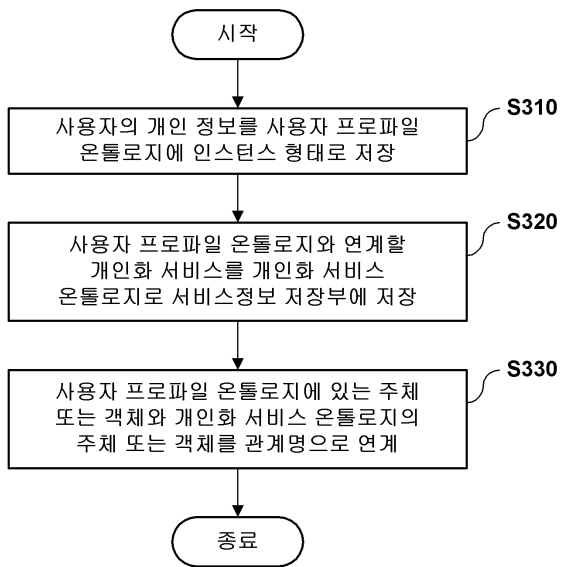 시작
S310
사용자의 개인 정보를 사용자 프로파일
온톨로지에 인스턴스 형태로 저장
S320
사용자 프로파일 온톨로지와 연계할
개인화 서비스를 개인화 서비스
온톨로지로 서비스정보 저장부에 저장
S330
사용자 프로파일 온톨로지에 있는 주체
또는 객체와 개인화 서비스 온톨로지의
주체 또는 객체를 관계명으로 연계
종료